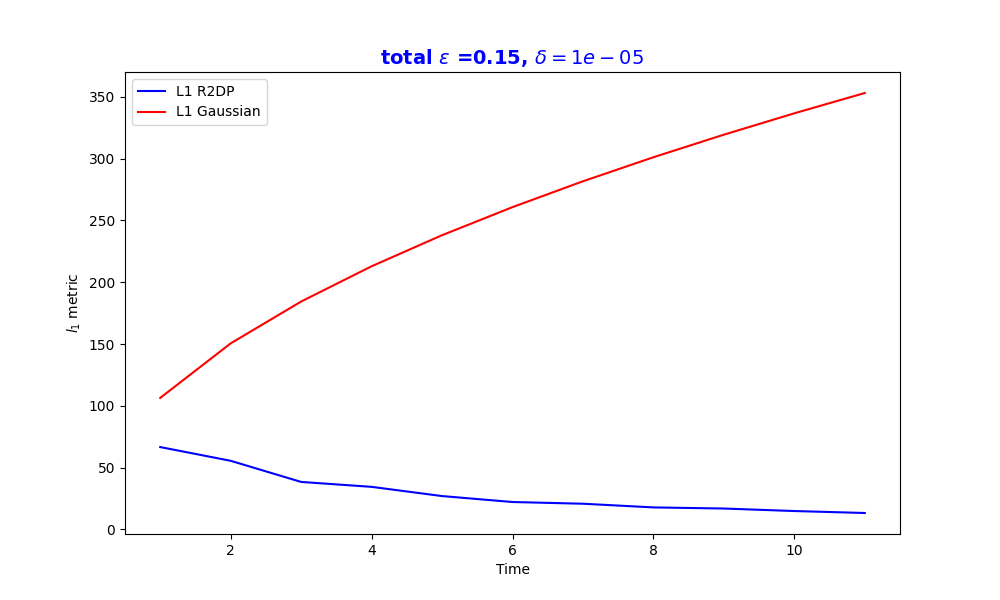 total ε =0.15, δ = 1e − 05
L1 R2DP
L1 Gaussian
350
300
250
200
150
100
50
0
l₁ metric
2 4 6 8 10
Time